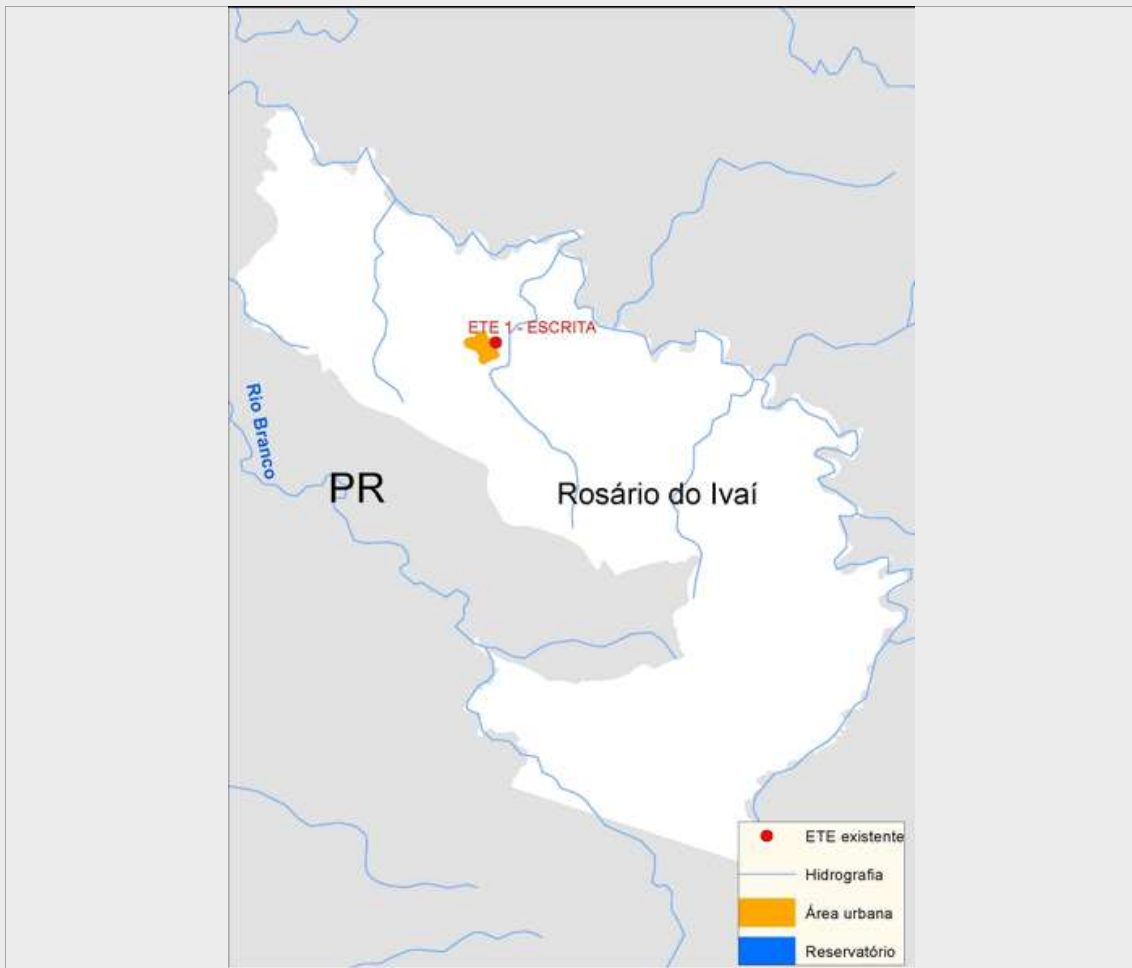 ETE 1 - ESCRITA
Rio Branco
PR
Rosário do Ivaí
ETE existente
Hidrografia
Área urbana
Reservatório